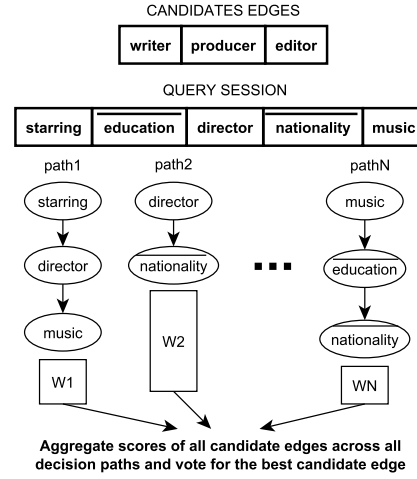 CANDIDATES EDGES
writer producer editor
QUERY SESSION
starring education director nationality music
path1 path2 pathN
starring director music
director nationality education
music nationality
W1 W2 WN
Aggregate scores of all candidate edges across all
decision paths and vote for the best candidate edge